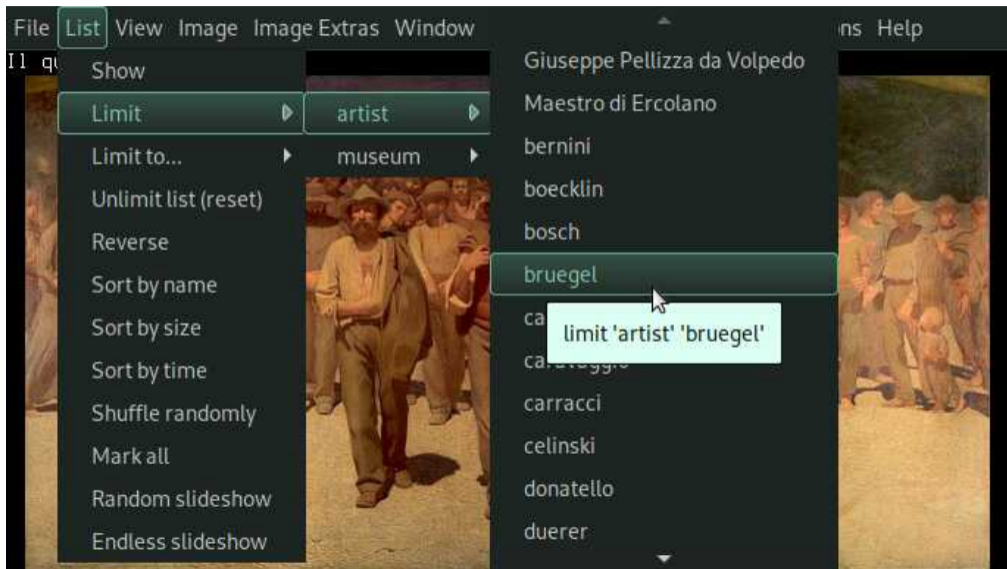 File List View Image Image Extras Window ns Help
Il qu
Show
Limit
Limit to...
Unlimit list (reset)
Reverse
Sort by name
Sort by size
Sort by time
Shuffle randomly
Mark all
Random slideshow
Endless slideshow
artist
museum
Giuseppe Pellizza da Volpedo
Maestro di Ercolano
bernini
boecklin
bosch
bruegel
ca
limit 'artist' 'bruegel'
caravaggio
carracci
celinski
donatello
duerer